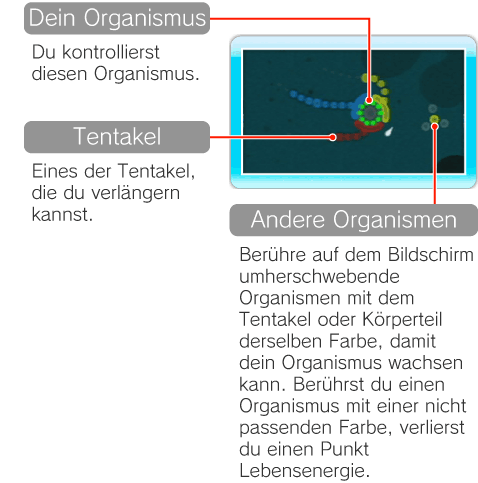 Dein Organismus
Du kontrollierst
diesen Organismus.
Tentakel
Eines der Tentakel,
die du verlängern
kannst.
Andere Organismen
Berühre auf dem Bildschirm
umherschwebende
Organismen mit dem
Tentakel oder Körperteil
derselben Farbe, damit
dein Organismus wachsen
kann. Berührst du einen
Organismus mit einer nicht
passenden Farbe, verlierst
du einen Punkt
Lebensenergie.